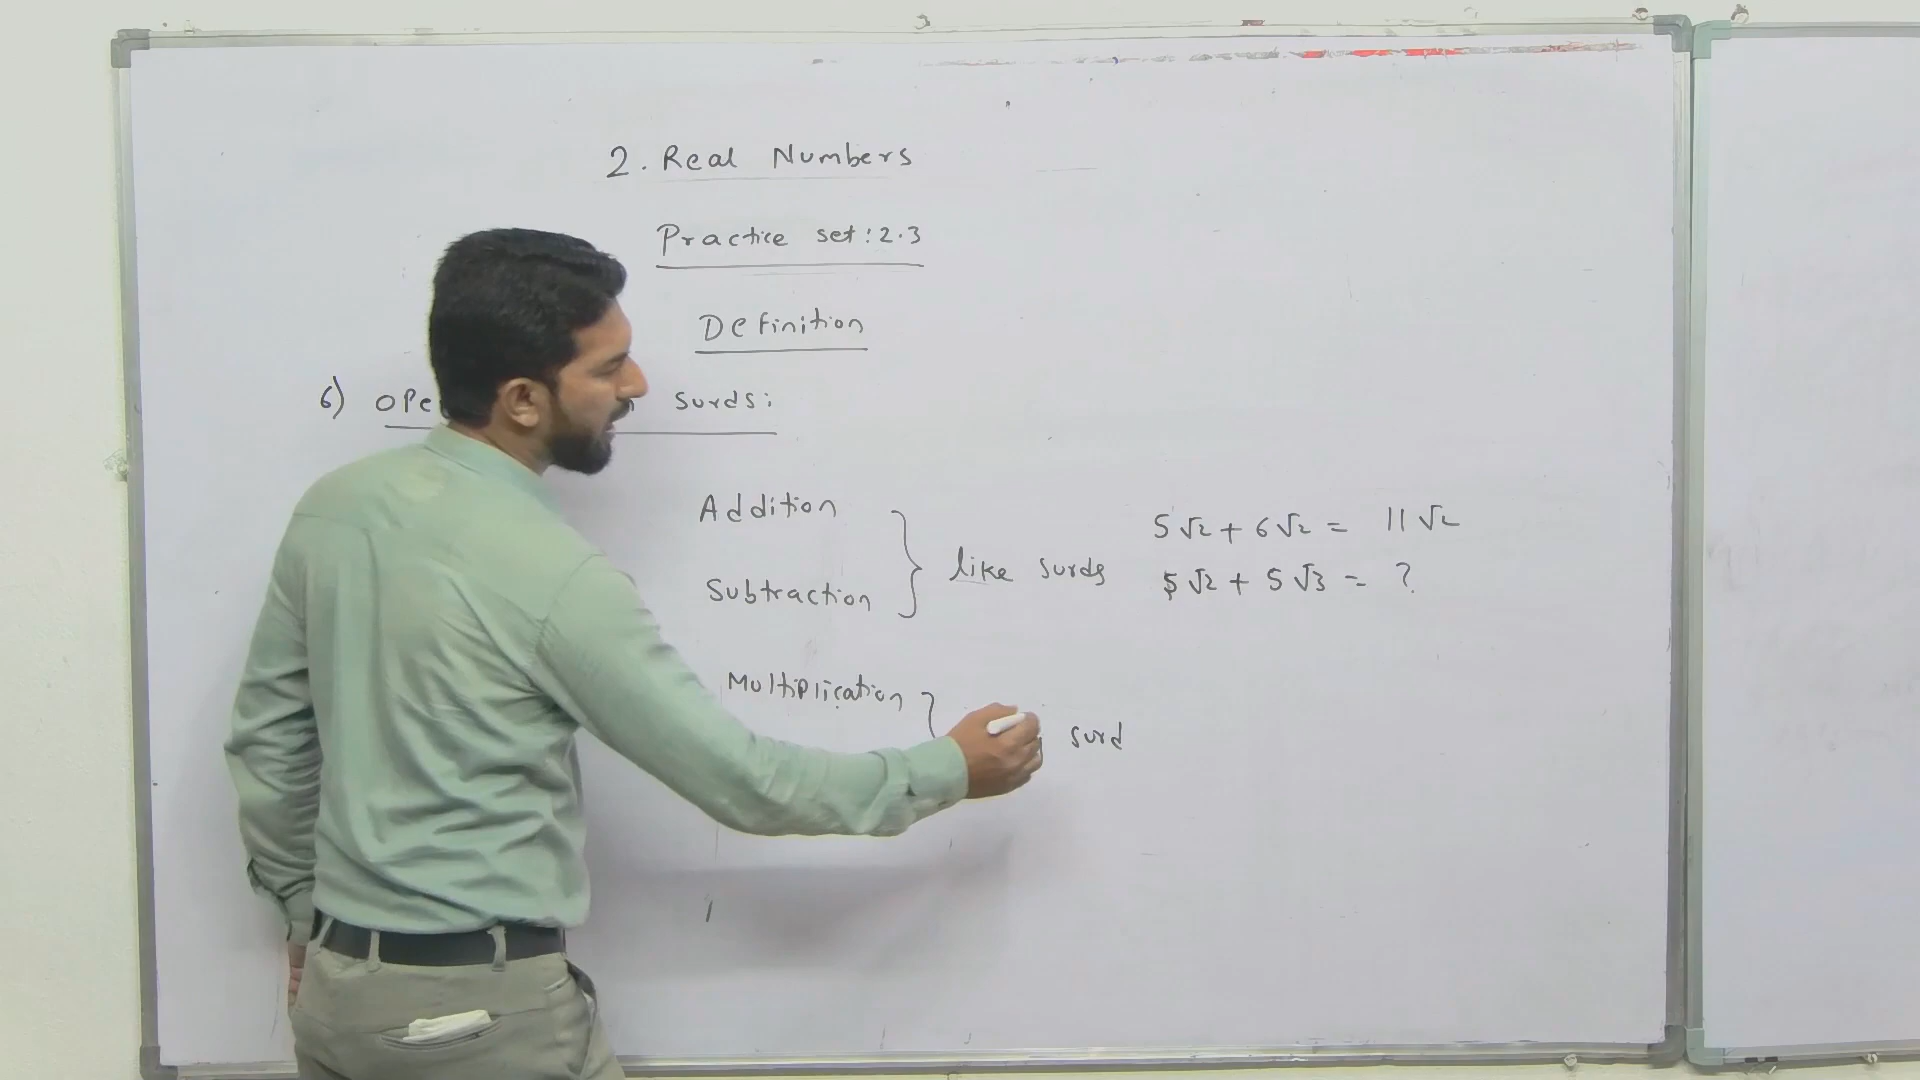 2. Real Numbers
Practice set: 2.3
Definition
6) surds:
Addition
Subtraction
} like surds
5√2 + 6√2 = 11√2
5√2 + 5√3 = ?
Multiplication }
surd